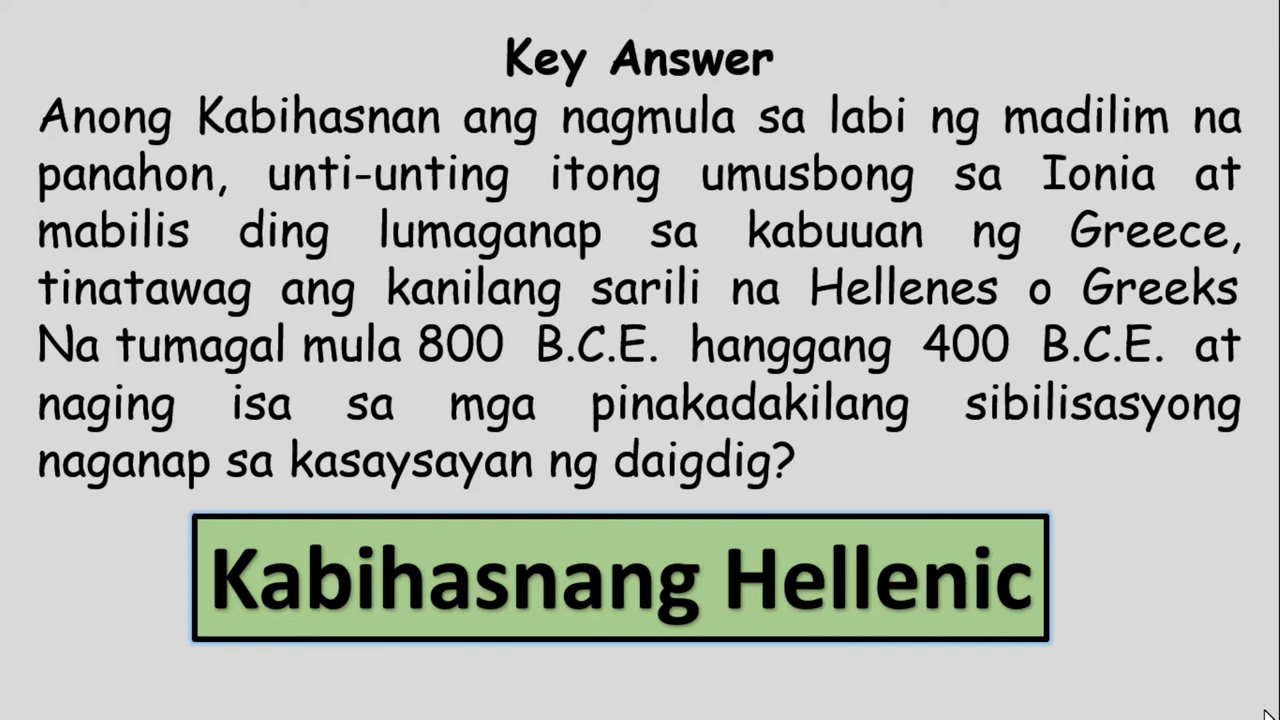 Key Answer
Anong Kabihasnan ang nagmula sa labi ng madilim na
panahon, unti-unting itong umusbong sa Ionia at
mabilis ding lumaganap sa kabuuan ng Greece,
tinatawag ang kanilang sarili na Hellenes o Greeks
Na tumagal mula 800 B.C.E. hanggang 400 B.C.E. at
naging isa sa mga pinakadakilang sibilisasyong
naganap sa kasaysayan ng daigdig?
Kabihasnang Hellenic